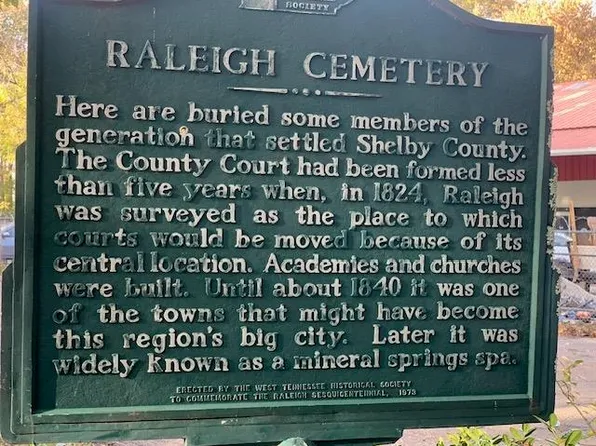 SOCIETY
RALEIGH CEMETERY
Here are buried some members of the
generation that settled Shelby County.
The County Court had been formed less
than five years when, in 1824, Raleigh
was surveyed as the place to which
courts would be moved because of its
central location. Academies and churches
were built. Until about 1840 it was one
of the towns that might have become
this region's big city. Later it was
widely known as a mineral springs spa.
ERECTED BY THE WEST TENNESSEE HISTORICAL SOCIETY
TO COMMEMORATE THE RALEIGH SESQUICENTENNIAL, 1973